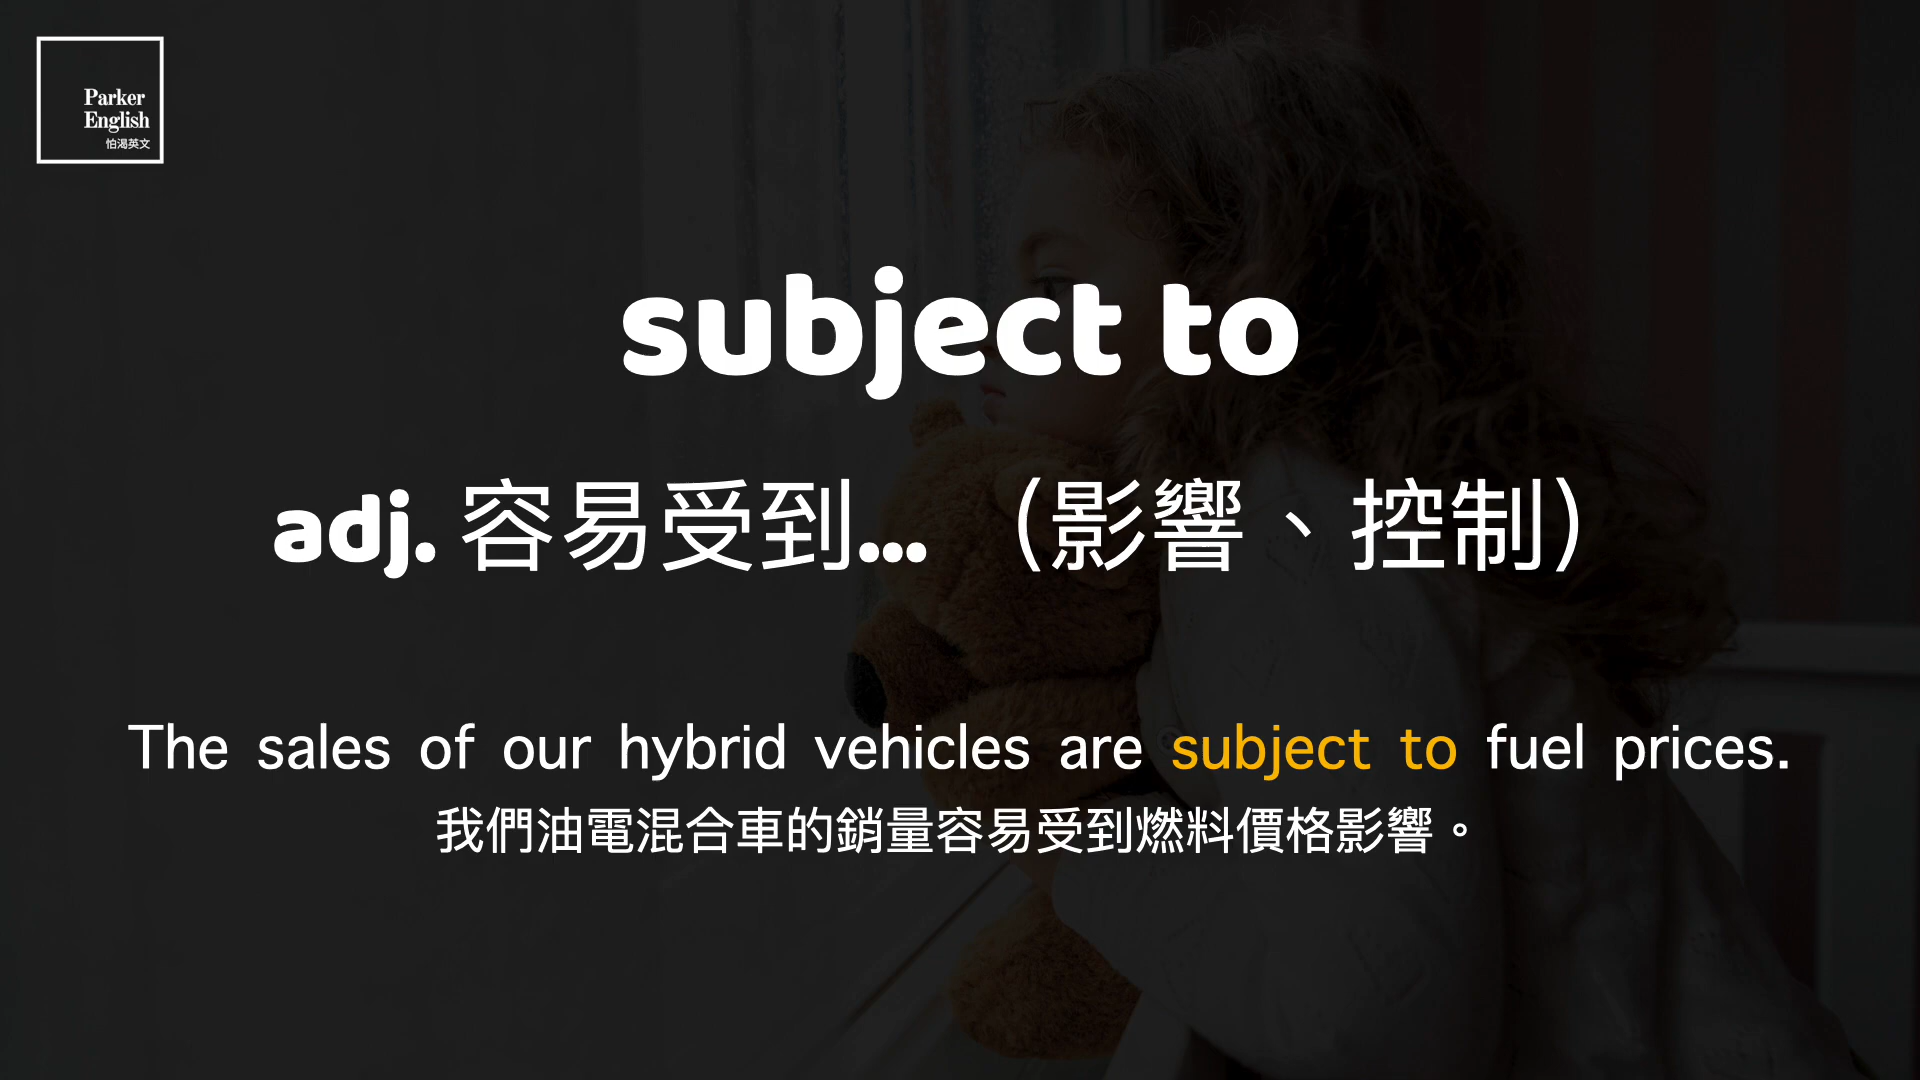 Parker
English
怕渴英文
subject to
adj. 容易受到... （影響、控制）
The sales of our hybrid vehicles are subject to fuel prices.
我們油電混合車的銷量容易受到燃料價格影響。